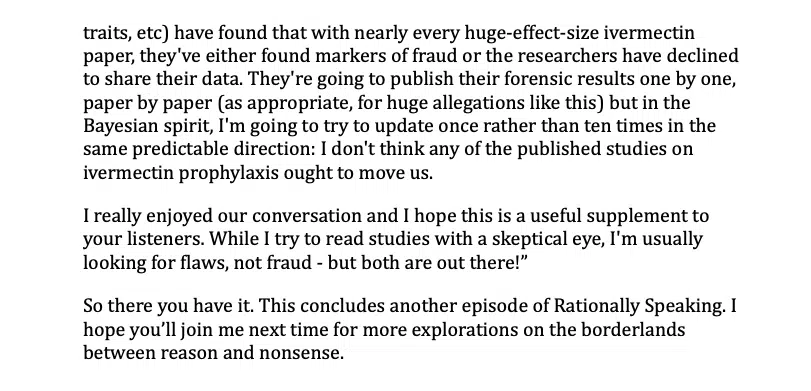 traits, etc) have found that with nearly every huge-effect-size ivermectin
paper, they've either found markers of fraud or the researchers have declined
to share their data. They're going to publish their forensic results one by one,
paper by paper (as appropriate, for huge allegations like this) but in the
Bayesian spirit, I'm going to try to update once rather than ten times in the
same predictable direction: I don't think any of the published studies on
ivermectin prophylaxis ought to move us.
I really enjoyed our conversation and I hope this is a useful supplement to
your listeners. While I try to read studies with a skeptical eye, I'm usually
looking for flaws, not fraud - but both are out there!”
So there you have it. This concludes another episode of Rationally Speaking. I
hope you’ll join me next time for more explorations on the borderlands
between reason and nonsense.